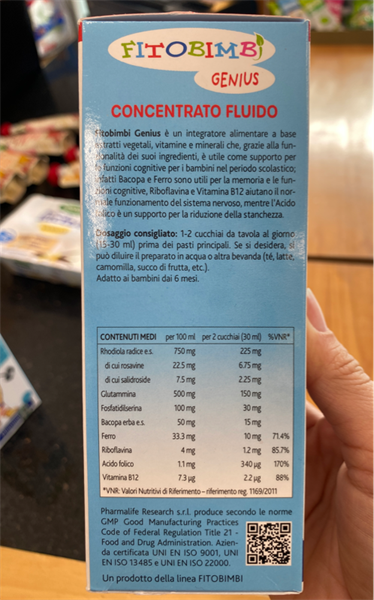 FITOBIMBI
GENIUS
CONCENTRATO FLUIDO
Fitobimbi Genius è un integratore alimentare a base
estratti vegetali, vitamine e minerali che, grazie alla fun-
zionalità dei suoi ingredienti, è utile come supporto per
funzioni cognitive per i bambini nel periodo scolastico;
infatti Bacopa e Ferro sono utili per la memoria e le fun-
zioni cognitive, Riboflavina e Vitamina B12 aiutano il nor-
male funzionamento del sistema nervoso, mentre l'Acido
folico è un supporto per la riduzione della stanchezza.
Dosaggio consigliato: 1-2 cucchiai da tavola al giorno
(15-30 ml) prima dei pasti principali. Se si desidera, si
può diluire il preparato in acqua o altra bevanda (té, latte,
camomilla, succo di frutta, etc.).
Adatto ai bambini dai 6 mesi.
CONTENUTI MEDI per 100 ml per 2 cucchiai (30 ml) %VNR*
Rhodiola radice e.s. 750 mg 225 mg
di cui rosavine 22.5 mg 6.75 mg
di cui salidroside 7.5 mg 2.25 mg
Glutammina 500 mg 150 mg
Fosfatidilserina 100 mg 30 mg
Bacopa erba e.s. 50 mg 15 mg
Ferro 33.3 mg 10 mg 71.4%
Riboflavina 4 mg 1.2 mg 85.7%
Acido folico 1.1 mg 340 µg 170%
Vitamina B12 7.3 µg 2.2 µg 88%
*VNR: Valori Nutritivi di Riferimento – riferimento reg. 1169/2011
Pharmalife Research s.r.l. produce secondo le norme
GMP Good Manufacturing Practices
Code of Federal Regulation Title 21 -
Food and Drug Administration. Azien-
da certificata UNI EN ISO 9001, UNI
EN ISO 13485 e UNI EN ISO 22000.
Un prodotto della linea FITOBIMBI